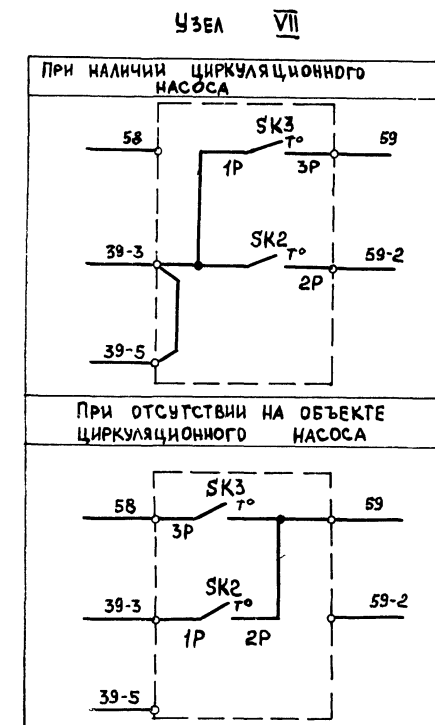 Узел VII
При наличии циркуляционного
насоса
58
SK3
T°
59
1P
3P
39-3
SK2
T°
59-2
2P
39-5
При отсутствии на объекте
циркуляционного насоса
58
SK3
T°
59
3P
39-3
SK2
T°
59-2
1P
2P
39-5